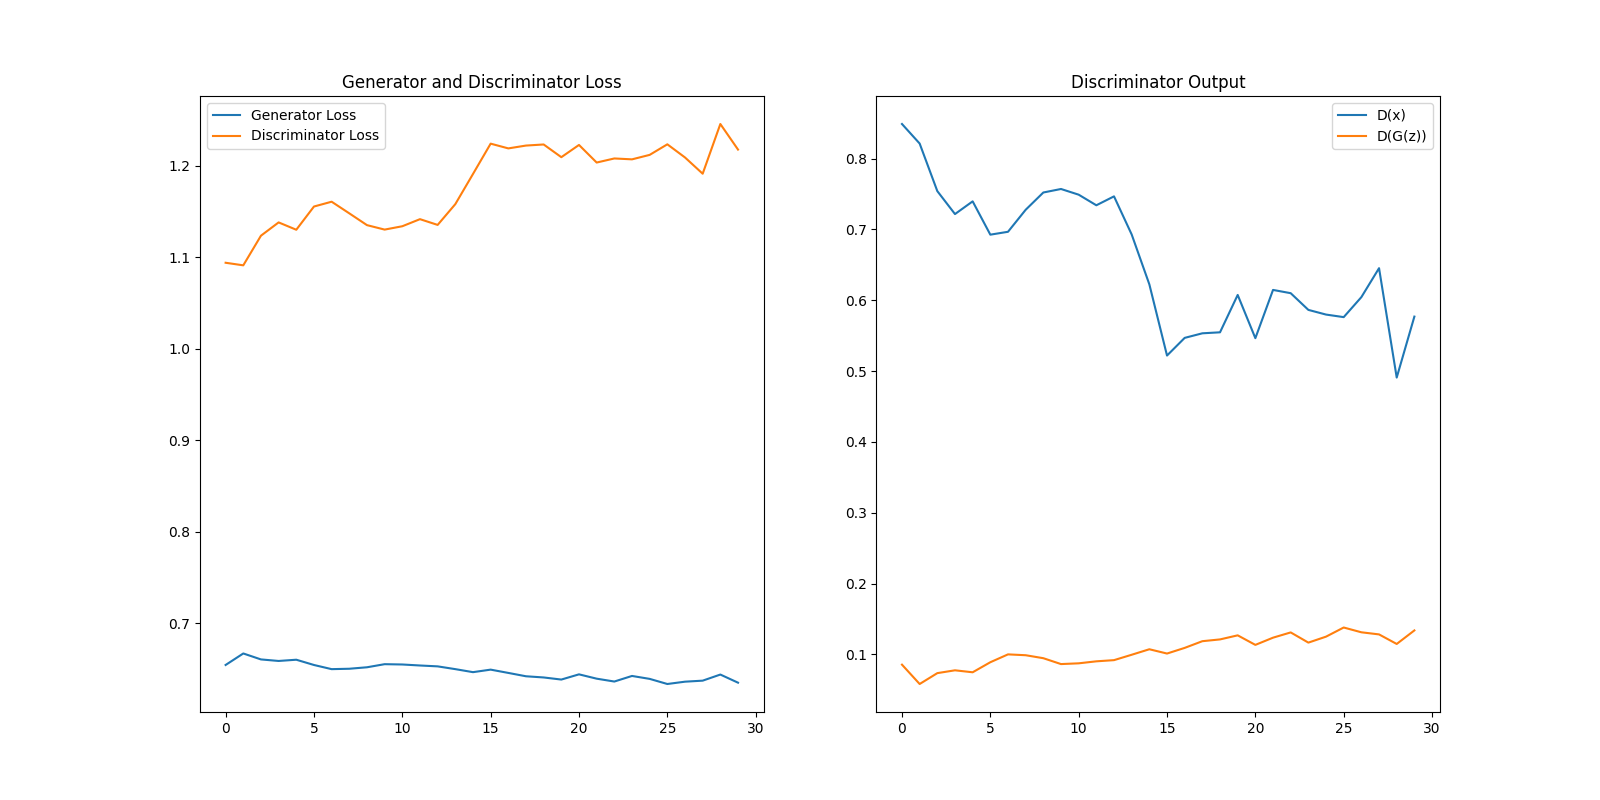 Generator and Discriminator Loss
Generator Loss
Discriminator Loss
1.2
1.1
1.0
0.9
0.8
0.7
0 5 10 15 20 25 30
Discriminator Output
D(x)
D(G(z))
0.8
0.7
0.6
0.5
0.4
0.3
0.2
0.1
0 5 10 15 20 25 30